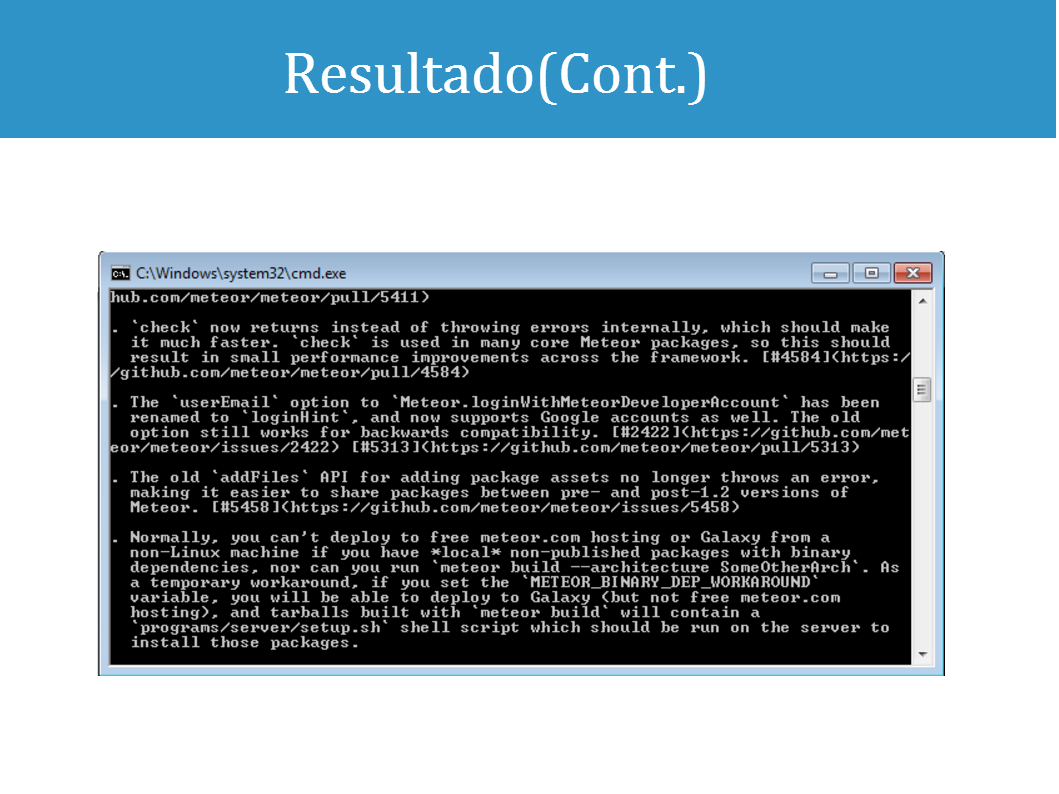 Resultado(Cont.)
C:\Windows\system32\cmd.exe
hub.com/meteor/meteor/pull/5411)
. `check` now returns instead of throwing errors internally, which should make
it much faster. `check` is used in many core Meteor packages, so this should
result in small performance improvements across the framework. [#4584](https:/
/github.com/meteor/meteor/pull/4584)
. The `userEmail` option to `Meteor.loginWithMeteorDeveloperAccount` has been
renamed to `loginHint`, and now supports Google accounts as well. The old
option still works for backwards compatibility. [#2422](https://github.com/met
eor/meteor/issues/2422) [#5313](https://github.com/meteor/meteor/pull/5313)
. The old `addFiles` API for adding package assets no longer throws an error,
making it easier to share packages between pre- and post-1.2 versions of
Meteor. [#5458](https://github.com/meteor/meteor/issues/5458)
. Normally, you can't deploy to free meteor.com hosting or Galaxy from a
non-Linux machine if you have *local* non-published packages with binary
dependencies, nor can you run `meteor build --architecture SomeOtherArch`. As
a temporary workaround, if you set the `METEOR_BINARY_DEP_WORKAROUND`
variable, you will be able to deploy to Galaxy (but not free meteor.com
hosting), and tarballs built with `meteor build` will contain a
`programs/server/setup.sh` shell script which should be run on the server to
install those packages.